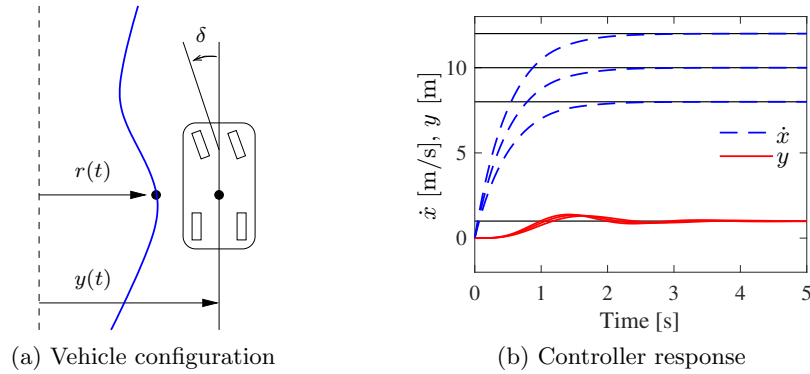 δ
r(t)
y(t)
(a) Vehicle configuration
ẋ [m/s], y [m]
10
5
0
ẋ
y
0 1 2 3 4 5
Time [s]
(b) Controller response